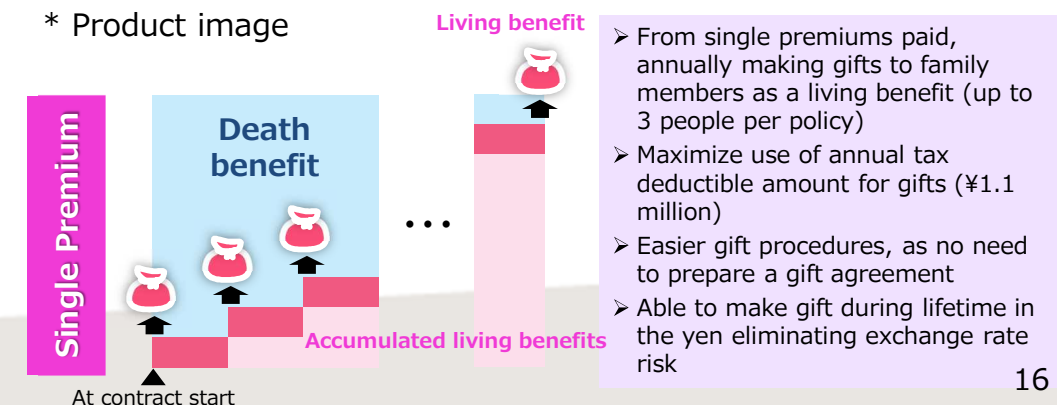 * Product image
Single Premium
Death
benefit
Living benefit
...
Accumulated living benefits
At contract start
➢ From single premiums paid,
annually making gifts to family
members as a living benefit (up to
3 people per policy)
➢ Maximize use of annual tax
deductible amount for gifts (¥1.1
million)
➢ Easier gift procedures, as no need
to prepare a gift agreement
➢ Able to make gift during lifetime in
the yen eliminating exchange rate
risk
16